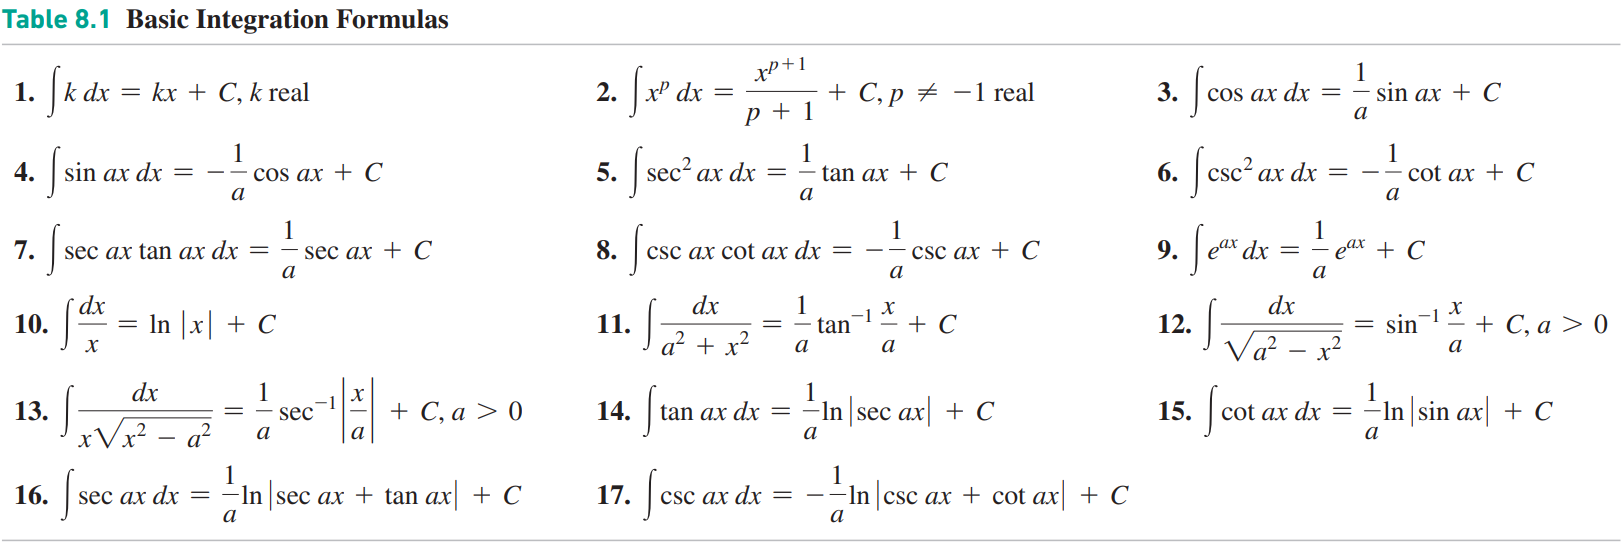 Table 8.1 Basic Integration Formulas
1. ∫ k dx = kx + C, k real
2. ∫ x^p dx = x^(p+1)/(p + 1) + C, p ≠ −1 real
3. ∫ cos ax dx = 1/a sin ax + C
4. ∫ sin ax dx = −1/a cos ax + C
5. ∫ sec² ax dx = 1/a tan ax + C
6. ∫ csc² ax dx = −1/a cot ax + C
7. ∫ sec ax tan ax dx = 1/a sec ax + C
8. ∫ csc ax cot ax dx = −1/a csc ax + C
9. ∫ e^(ax) dx = 1/a e^(ax) + C
10. ∫ dx/x = ln |x| + C
11. ∫ dx/(a² + x²) = 1/a tan⁻¹ x/a + C
12. ∫ dx/√(a² − x²) = sin⁻¹ x/a + C, a > 0
13. ∫ dx/(x√(x² − a²)) = 1/a sec⁻¹ |x/a| + C, a > 0
14. ∫ tan ax dx = 1/a ln |sec ax| + C
15. ∫ cot ax dx = 1/a ln |sin ax| + C
16. ∫ sec ax dx = 1/a ln |sec ax + tan ax| + C
17. ∫ csc ax dx = −1/a ln |csc ax + cot ax| + C